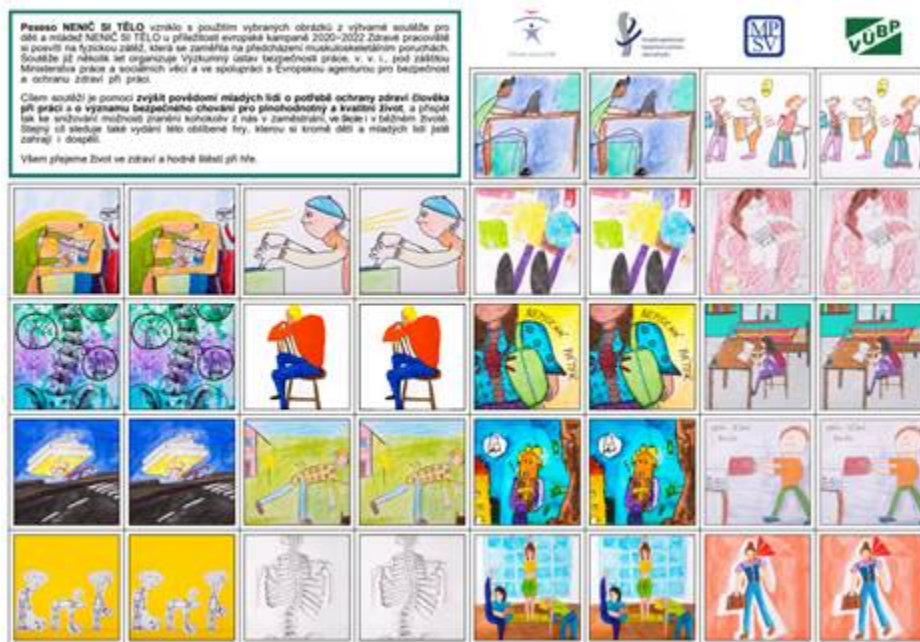 Pexeso NENIČ SI TĚLO vzniklo s použitím vybraných obrázků z výtvarné soutěže pro
děti a mládež NENIČ SI TĚLO u příležitosti evropské kampaně 2020–2022 Zdravé pracoviště
si posvítí na fyzickou zátěž, která se zaměřila na předcházení muskuloskeletálním poruchám.
Soutěže již několik let organizuje Výzkumný ústav bezpečnosti práce, v. v. i., pod záštitou
Ministerstva práce a sociálních věcí a ve spolupráci s Evropskou agenturou pro bezpečnost
a ochranu zdraví při práci.
Cílem soutěží je pomoci zvýšit povědomí mladých lidí o potřebě ochrany zdraví člověka
při práci a o významu bezpečného chování pro plnohodnotný a kvalitní život, a přispět
tak ke snižování možnosti zranění kohokoliv z nás v zaměstnání, ve škole i v běžném životě.
Stejný cíl sleduje také vydání této oblíbené hry, kterou si kromě dětí a mladých lidí jistě
zahrají i dospělí.
Všem přejeme život ve zdraví a hodně štěstí při hře.
MP
SV
VÚBP